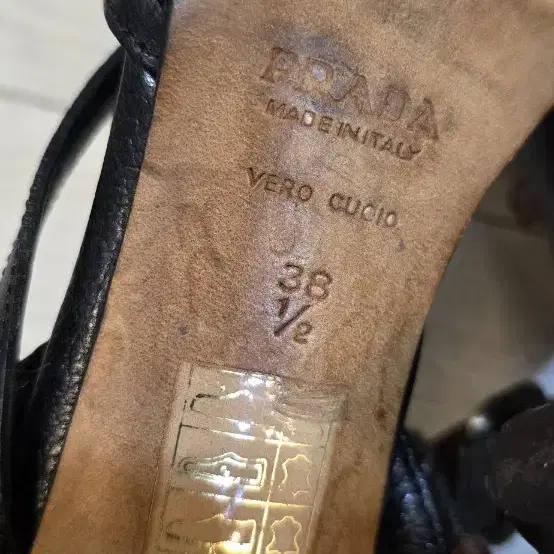 PRADA
MADE IN ITALY
VERO CUOIO
38
1/2